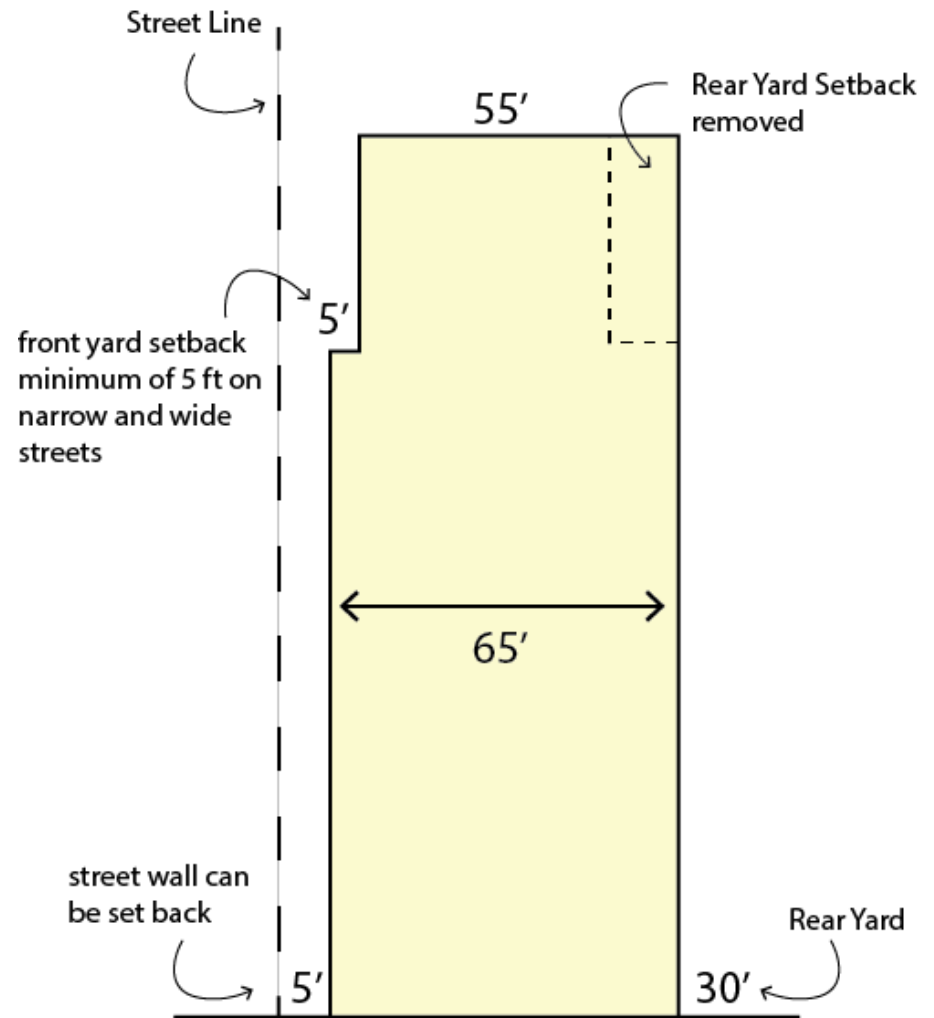 Street Line
55′
Rear Yard Setback
removed
5′
front yard setback
minimum of 5 ft on
narrow and wide
streets
65′
street wall can
be set back
5′
Rear Yard
30′